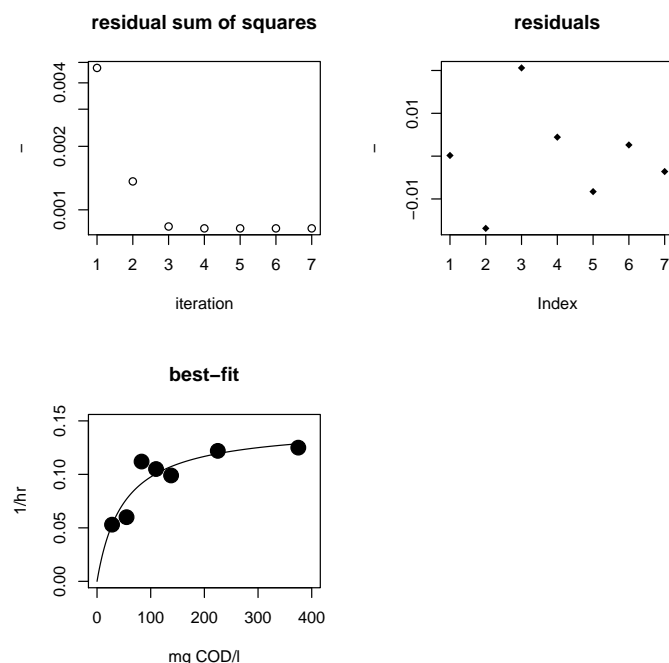 residual sum of squares
0.004
0.002
0.001
–
1 2 3 4 5 6 7
iteration
residuals
0.01
−0.01
–
1 2 3 4 5 6 7
Index
best−fit
0.15
0.10
0.05
0.00
1/hr
0 100 200 300 400
mg COD/l